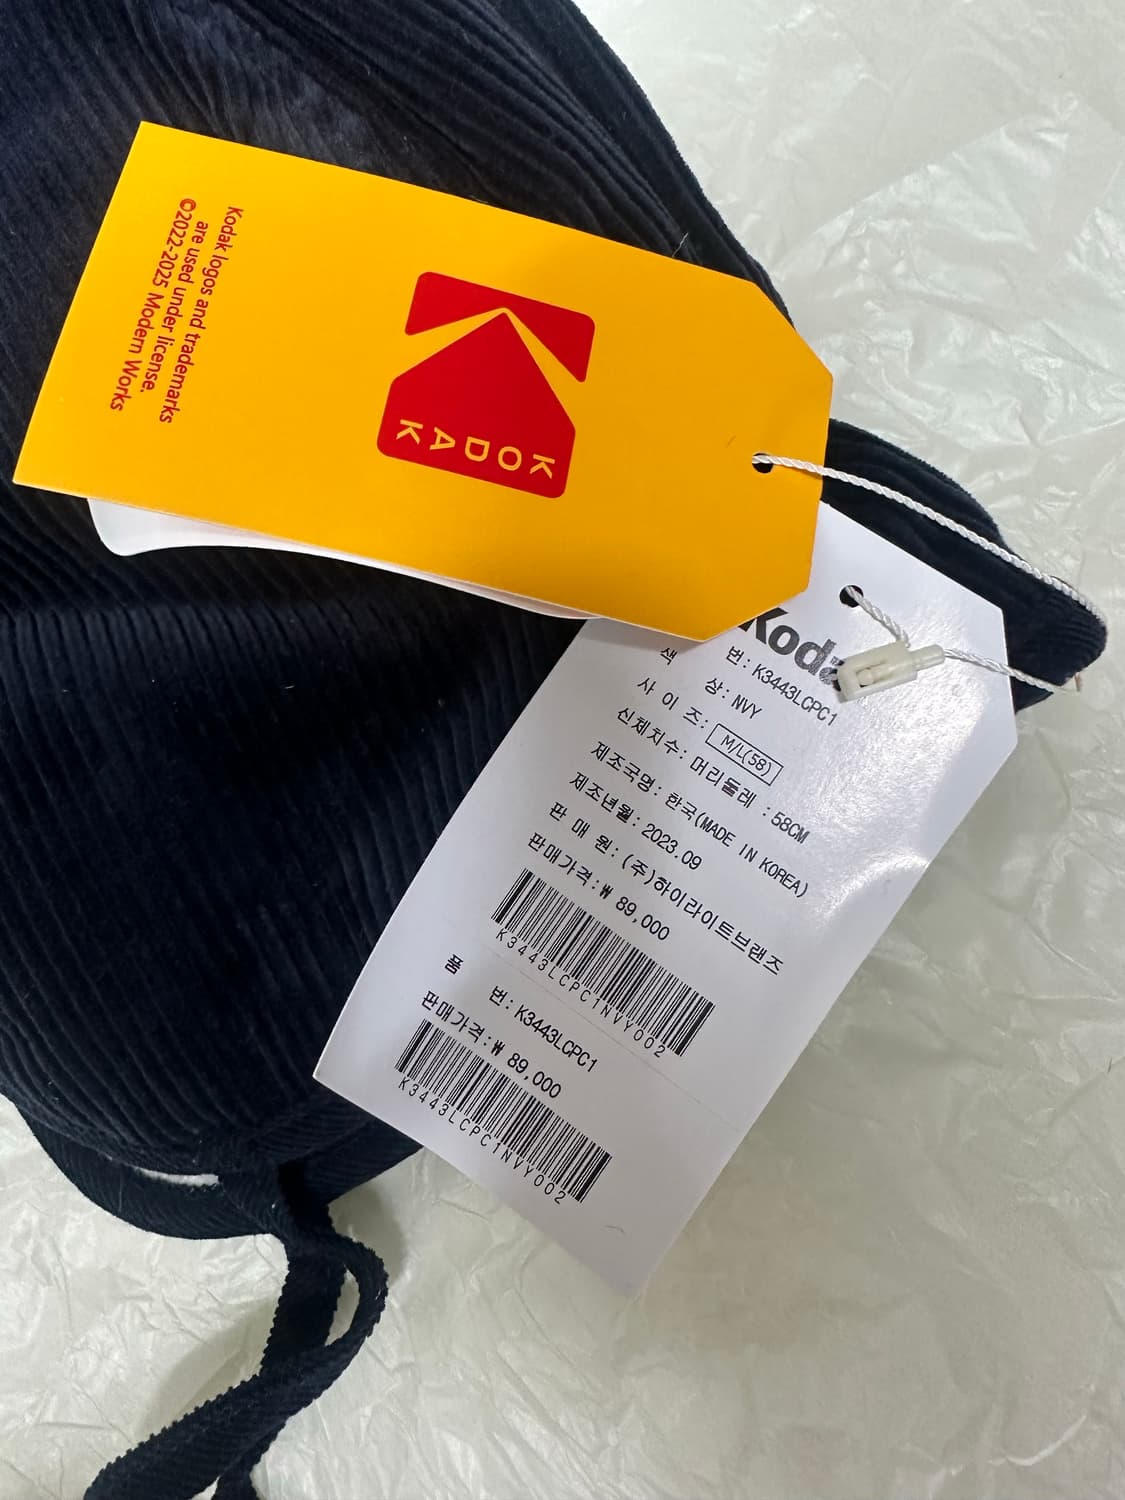 KODAK
Kodak logos and trademarks
are used under license.
©2022-2025 Modern Works
번: K3443LCPC1
색 상: NVY
사 이 즈: M/L(58)
신체치수: 머리둘레 : 58CM
제조국명: 한국(MADE IN KOREA)
제조년월: 2023.09
판 매 원: (주)하이라이트브랜즈
판매가격: ₩ 89,000
K3443LCPC1NVY002
품 번: K3443LCPC1
판매가격: ₩ 89,000
K3443LCPC1NVY002